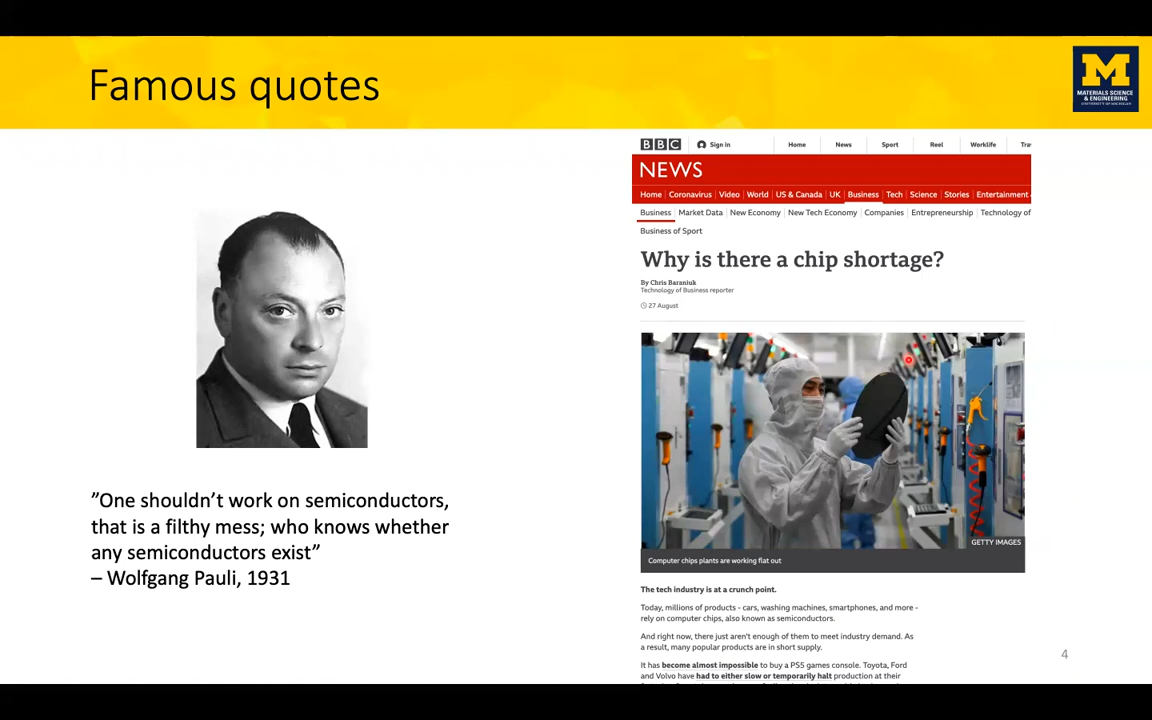 Famous quotes
M
MATERIALS SCIENCE
& ENGINEERING
UNIVERSITY OF MICHIGAN
”One shouldn’t work on semiconductors,
that is a filthy mess; who knows whether
any semiconductors exist”
– Wolfgang Pauli, 1931
BBC Sign in Home News Sport Reel Worklife Tra
NEWS
Home Coronavirus Video World US & Canada UK Business Tech Science Stories Entertainment
Business Market Data New Economy New Tech Economy Companies Entrepreneurship Technology of
Business of Sport
Why is there a chip shortage?
By Chris Baraniuk
Technology of Business reporter
27 August
GETTY IMAGES
Computer chips plants are working flat out
The tech industry is at a crunch point.
Today, millions of products - cars, washing machines, smartphones, and more -
rely on computer chips, also known as semiconductors.
And right now, there just aren't enough of them to meet industry demand. As
a result, many popular products are in short supply.
It has become almost impossible to buy a PS5 games console. Toyota, Ford
and Volvo have had to either slow or temporarily halt production at their
4